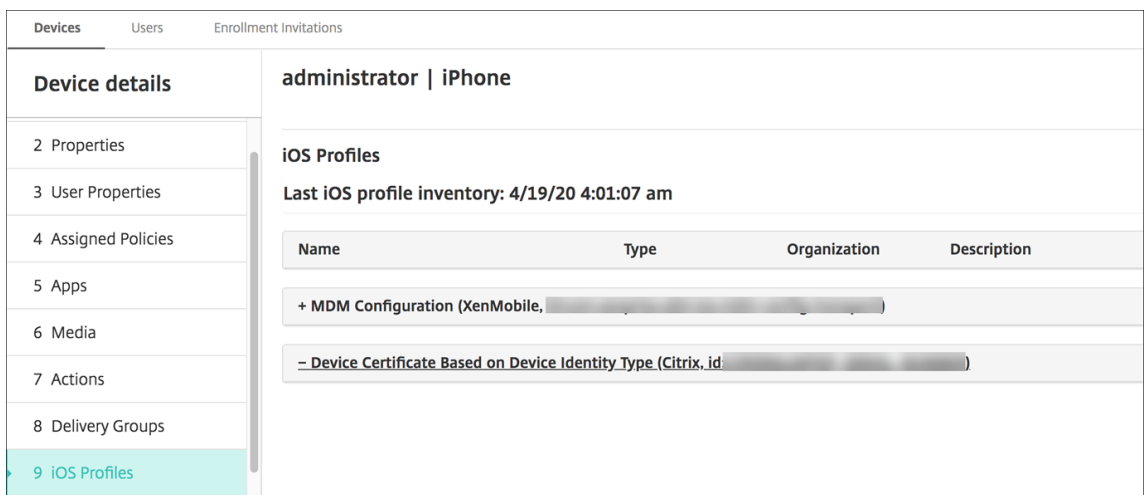 Devices Users Enrollment Invitations
Device details
2 Properties
3 User Properties
4 Assigned Policies
5 Apps
6 Media
7 Actions
8 Delivery Groups
9 iOS Profiles
administrator | iPhone
iOS Profiles
Last iOS profile inventory: 4/19/20 4:01:07 am
Name Type Organization Description
+ MDM Configuration (XenMobile, )
– Device Certificate Based on Device Identity Type (Citrix, id: )